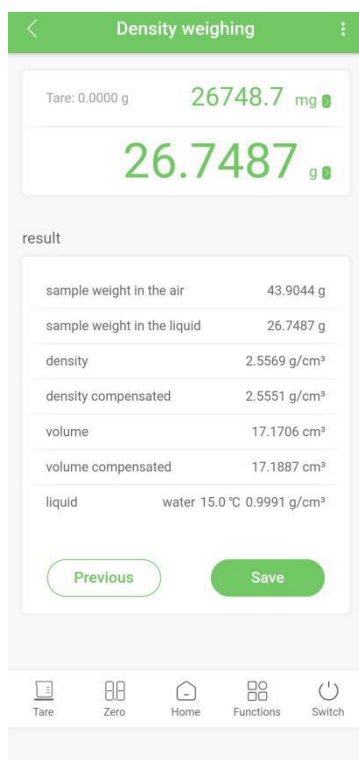 Density weighing
Tare: 0.0000 g 26748.7 mg
26.7487 g
result
sample weight in the air 43.9044 g
sample weight in the liquid 26.7487 g
density 2.5569 g/cm³
density compensated 2.5551 g/cm³
volume 17.1706 cm³
volume compensated 17.1887 cm³
liquid water 15.0 ℃ 0.9991 g/cm³
Previous Save
Tare Zero Home Functions Switch